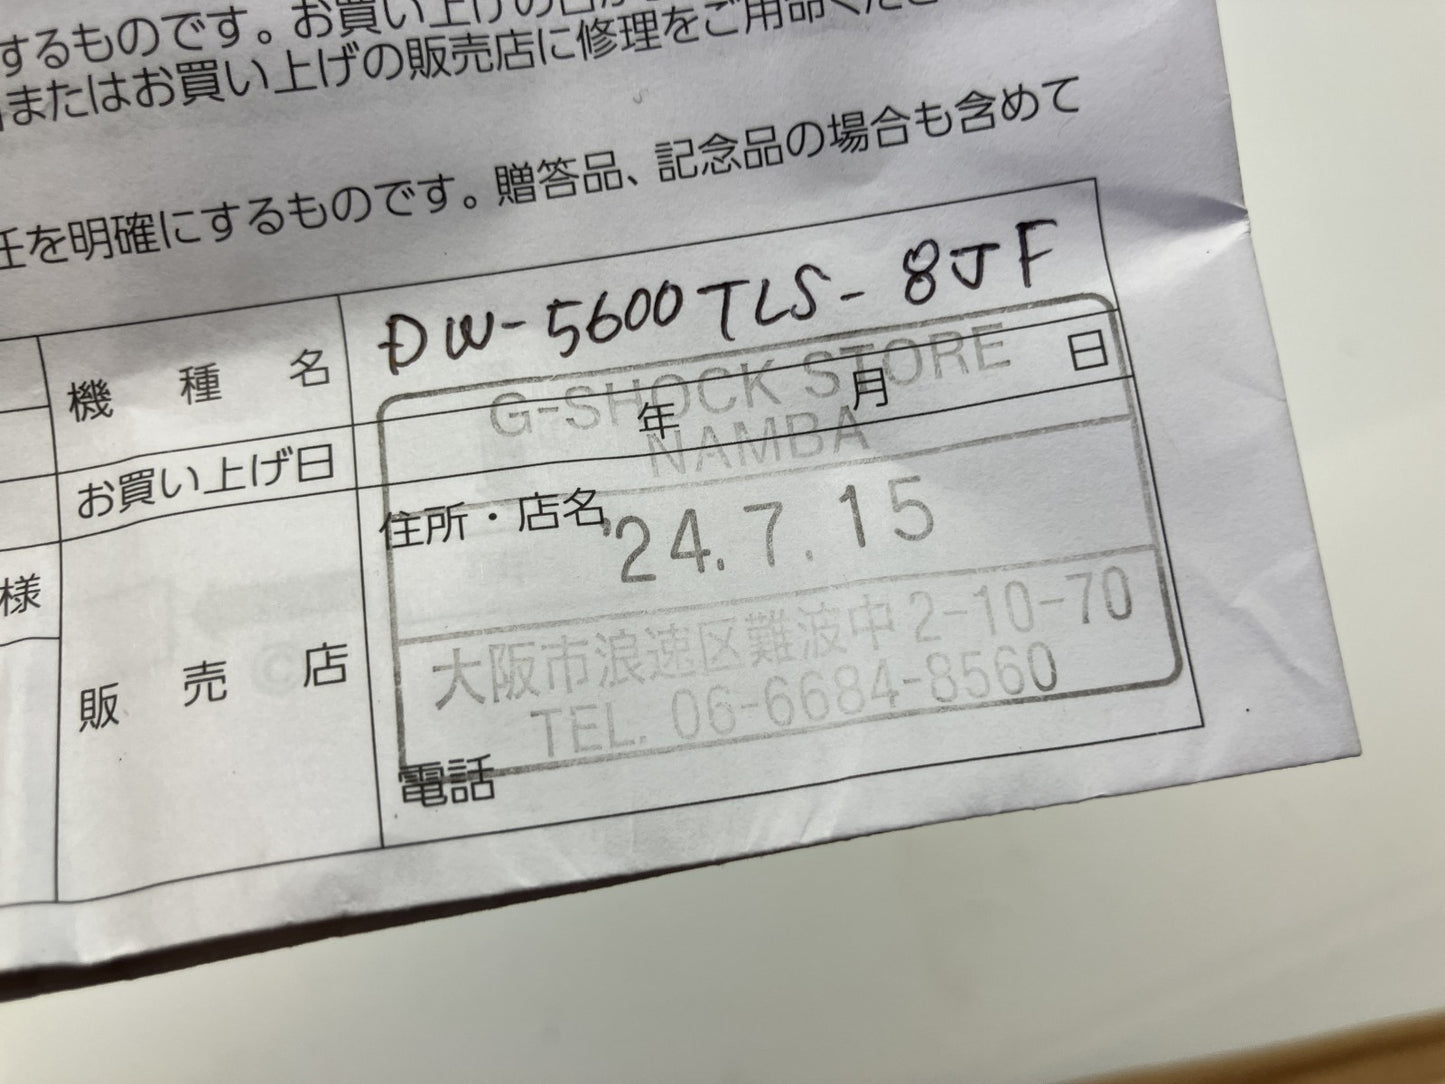 するものです。お買い上げの日か
またはお買い上げの販売店に修理をご用命くださ
任を明確にするものです。贈答品、記念品の場合も含めて
機種名
DW-5600TLS-8JF
お買い上げ日
年 月 日
G-SHOCK STORE
NAMBA
様
販売店
住所・店名
'24.7.15
大阪市浪速区難波中2-10-70
TEL. 06-6684-8560
電話